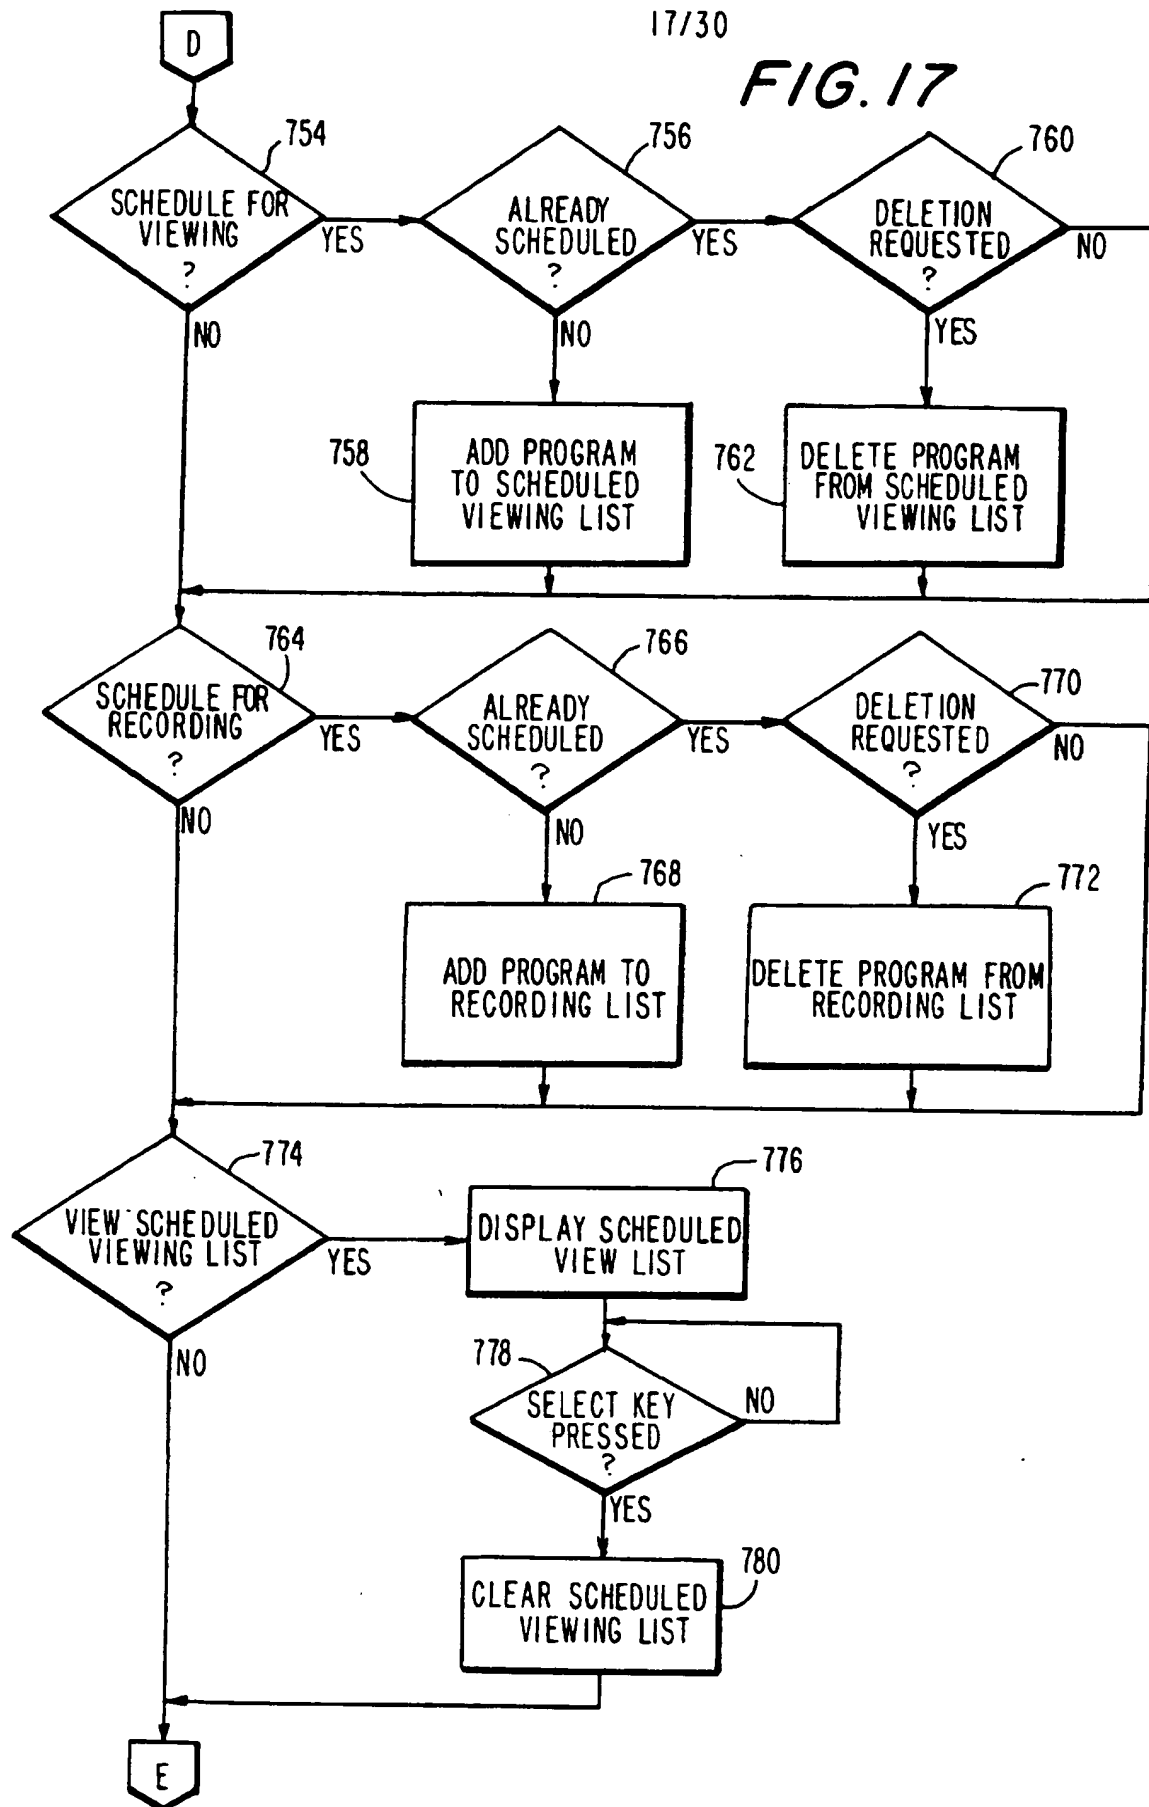 17/30
FIG. 17
D
754
SCHEDULE FOR
VIEWING
?
YES
NO
756
ALREADY
SCHEDULED
?
YES
NO
760
DELETION
REQUESTED
?
NO
YES
758
ADD PROGRAM
TO SCHEDULED
VIEWING LIST
762
DELETE PROGRAM
FROM SCHEDULED
VIEWING LIST
764
SCHEDULE FOR
RECORDING
?
YES
NO
766
ALREADY
SCHEDULED
?
YES
NO
770
DELETION
REQUESTED
?
NO
YES
768
ADD PROGRAM TO
RECORDING LIST
772
DELETE PROGRAM FROM
RECORDING LIST
774
VIEW SCHEDULED
VIEWING LIST
?
YES
NO
776
DISPLAY SCHEDULED
VIEW LIST
778
SELECT KEY
PRESSED
?
NO
YES
780
CLEAR SCHEDULED
VIEWING LIST
E